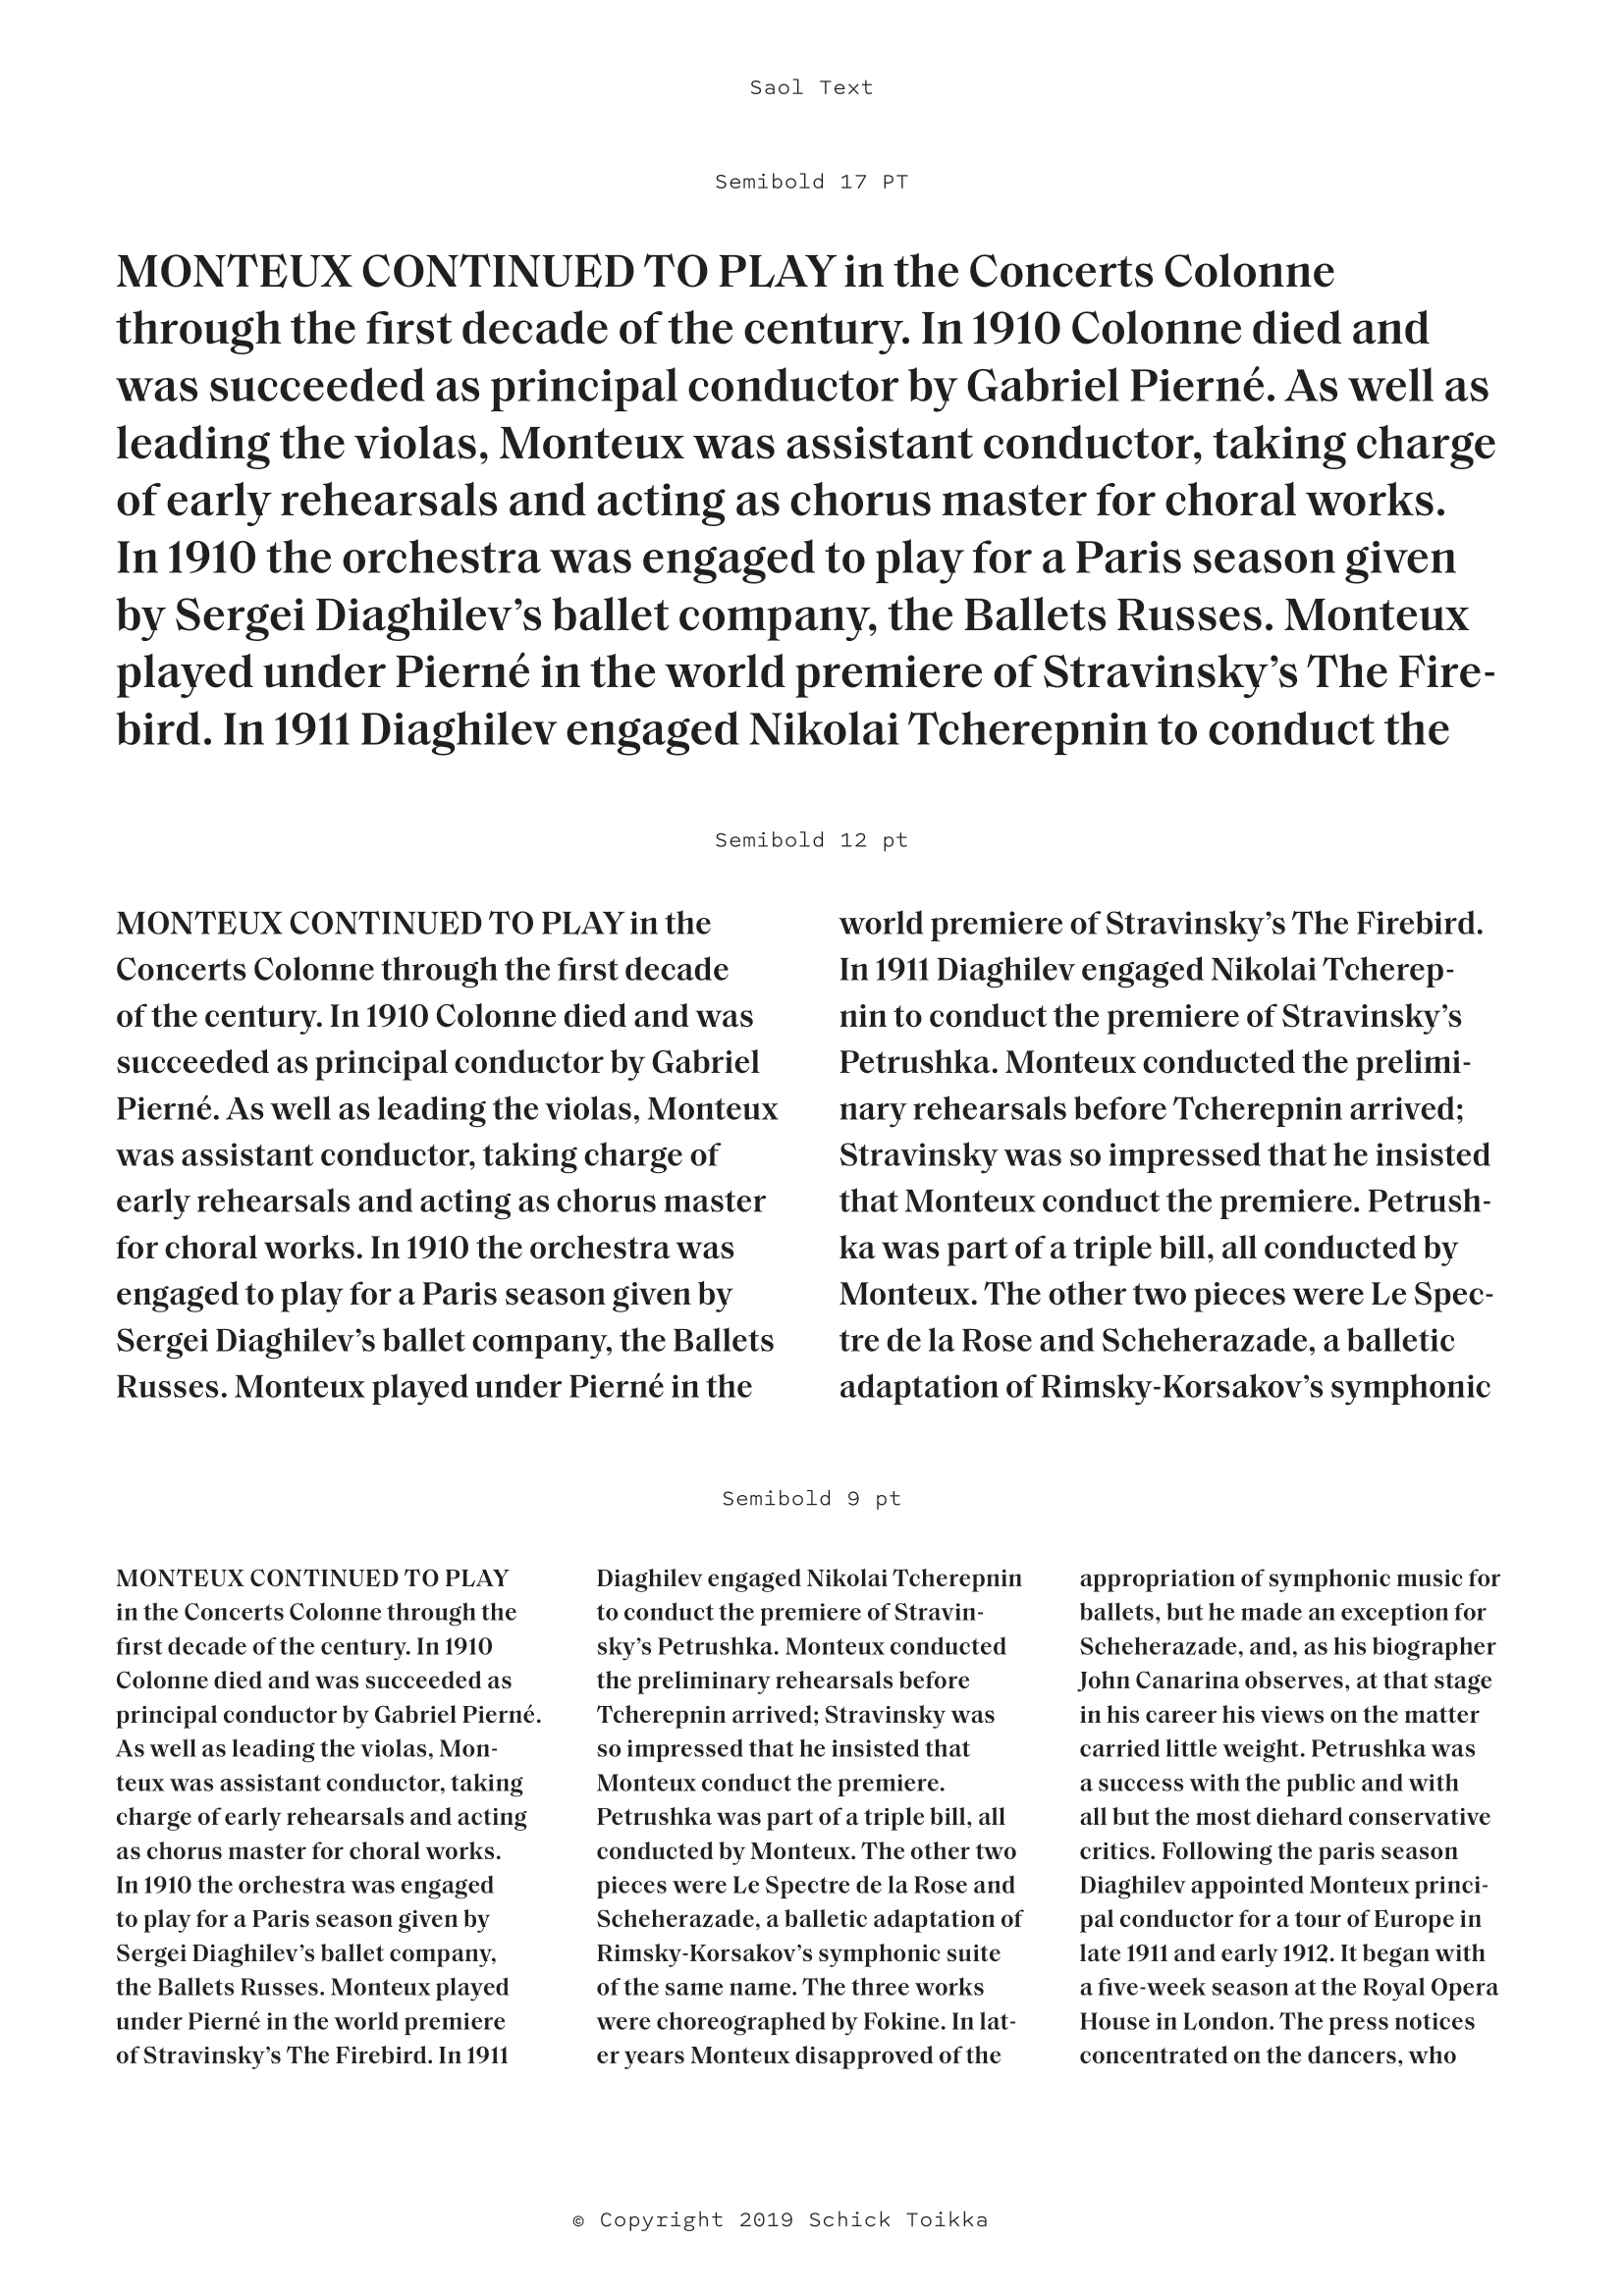 Saol Text
Semibold 17 PT
MONTEUX CONTINUED TO PLAY in the Concerts Colonne
through the first decade of the century. In 1910 Colonne died and
was succeeded as principal conductor by Gabriel Pierné. As well as
leading the violas, Monteux was assistant conductor, taking charge
of early rehearsals and acting as chorus master for choral works.
In 1910 the orchestra was engaged to play for a Paris season given
by Sergei Diaghilev’s ballet company, the Ballets Russes. Monteux
played under Pierné in the world premiere of Stravinsky’s The Fire-
bird. In 1911 Diaghilev engaged Nikolai Tcherepnin to conduct the
Semibold 12 pt
MONTEUX CONTINUED TO PLAY in the
Concerts Colonne through the first decade
of the century. In 1910 Colonne died and was
succeeded as principal conductor by Gabriel
Pierné. As well as leading the violas, Monteux
was assistant conductor, taking charge of
early rehearsals and acting as chorus master
for choral works. In 1910 the orchestra was
engaged to play for a Paris season given by
Sergei Diaghilev’s ballet company, the Ballets
Russes. Monteux played under Pierné in the
world premiere of Stravinsky’s The Firebird.
In 1911 Diaghilev engaged Nikolai Tcherep-
nin to conduct the premiere of Stravinsky’s
Petrushka. Monteux conducted the prelimi-
nary rehearsals before Tcherepnin arrived;
Stravinsky was so impressed that he insisted
that Monteux conduct the premiere. Petrush-
ka was part of a triple bill, all conducted by
Monteux. The other two pieces were Le Spec-
tre de la Rose and Scheherazade, a balletic
adaptation of Rimsky-Korsakov’s symphonic
Semibold 9 pt
MONTEUX CONTINUED TO PLAY
in the Concerts Colonne through the
first decade of the century. In 1910
Colonne died and was succeeded as
principal conductor by Gabriel Pierné.
As well as leading the violas, Mon-
teux was assistant conductor, taking
charge of early rehearsals and acting
as chorus master for choral works.
In 1910 the orchestra was engaged
to play for a Paris season given by
Sergei Diaghilev’s ballet company,
the Ballets Russes. Monteux played
under Pierné in the world premiere
of Stravinsky’s The Firebird. In 1911
Diaghilev engaged Nikolai Tcherepnin
to conduct the premiere of Stravin-
sky’s Petrushka. Monteux conducted
the preliminary rehearsals before
Tcherepnin arrived; Stravinsky was
so impressed that he insisted that
Monteux conduct the premiere.
Petrushka was part of a triple bill, all
conducted by Monteux. The other two
pieces were Le Spectre de la Rose and
Scheherazade, a balletic adaptation of
Rimsky-Korsakov’s symphonic suite
of the same name. The three works
were choreographed by Fokine. In lat-
er years Monteux disapproved of the
appropriation of symphonic music for
ballets, but he made an exception for
Scheherazade, and, as his biographer
John Canarina observes, at that stage
in his career his views on the matter
carried little weight. Petrushka was
a success with the public and with
all but the most diehard conservative
critics. Following the paris season
Diaghilev appointed Monteux princi-
pal conductor for a tour of Europe in
late 1911 and early 1912. It began with
a five-week season at the Royal Opera
House in London. The press notices
concentrated on the dancers, who
© Copyright 2019 Schick Toikka